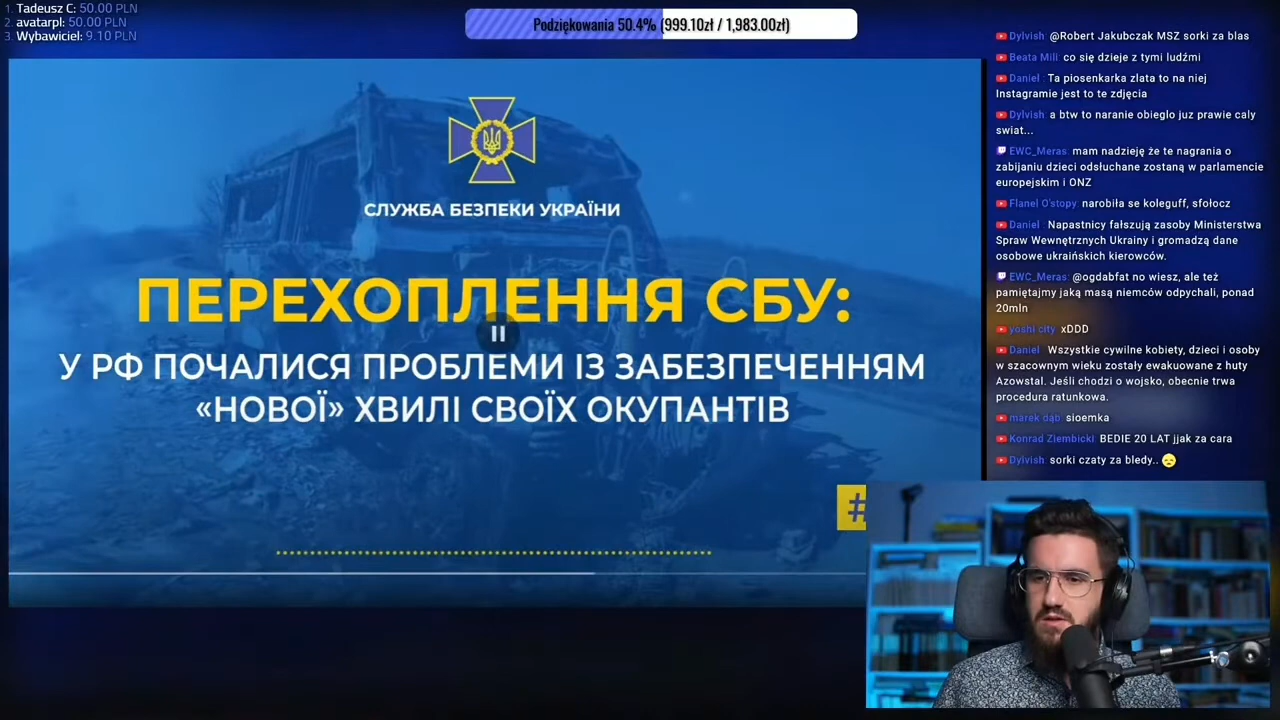 1. Tadeusz C: 50.00 PLN
2. avatarpl: 50.00 PLN
3. Wybawiciel: 9.10 PLN
Podziękowania 50.4% (999.10zł / 1,983.00zł)
СЛУЖБА БЕЗПЕКИ УКРАЇНИ
ПЕРЕХОПЛЕННЯ СБУ:
У РФ ПОЧАЛИСЯ ПРОБЛЕМИ ІЗ ЗАБЕЗПЕЧЕННЯМ
«НОВОЇ» ХВИЛІ СВОЇХ ОКУПАНТІВ
#
Dylvish: @Robert Jakubczak MSZ sorki za blas
Beata Mili: co się dzieje z tymi ludźmi
Daniel : Ta piosenkarka zlata to na niej
Instagramie jest to te zdjęcia
Dylvish: a btw to naranie obieglo juz prawie caly
swiat...
EWC_Meras: mam nadzieję że te nagrania o
zabijaniu dzieci odsłuchane zostaną w parlamencie
europejskim i ONZ
Flanel O'stopy: narobiła se koleguff, sfołocz
Daniel : Napastnicy fałszują zasoby Ministerstwa
Spraw Wewnętrznych Ukrainy i gromadzą dane
osobowe ukraińskich kierowców.
EWC_Meras: @ogdabfat no wiesz, ale też
pamiętajmy jaką masą niemców odpychali, ponad
20mln
yoshi city: xDDD
Daniel : Wszystkie cywilne kobiety, dzieci i osoby
w szacownym wieku zostały ewakuowane z huty
Azowstal. Jeśli chodzi o wojsko, obecnie trwa
procedura ratunkowa.
marek dąb: sioemka
Konrad Ziembicki: BEDIE 20 LAT jjak za cara
Dylvish: sorki czaty za bledy.. 😔